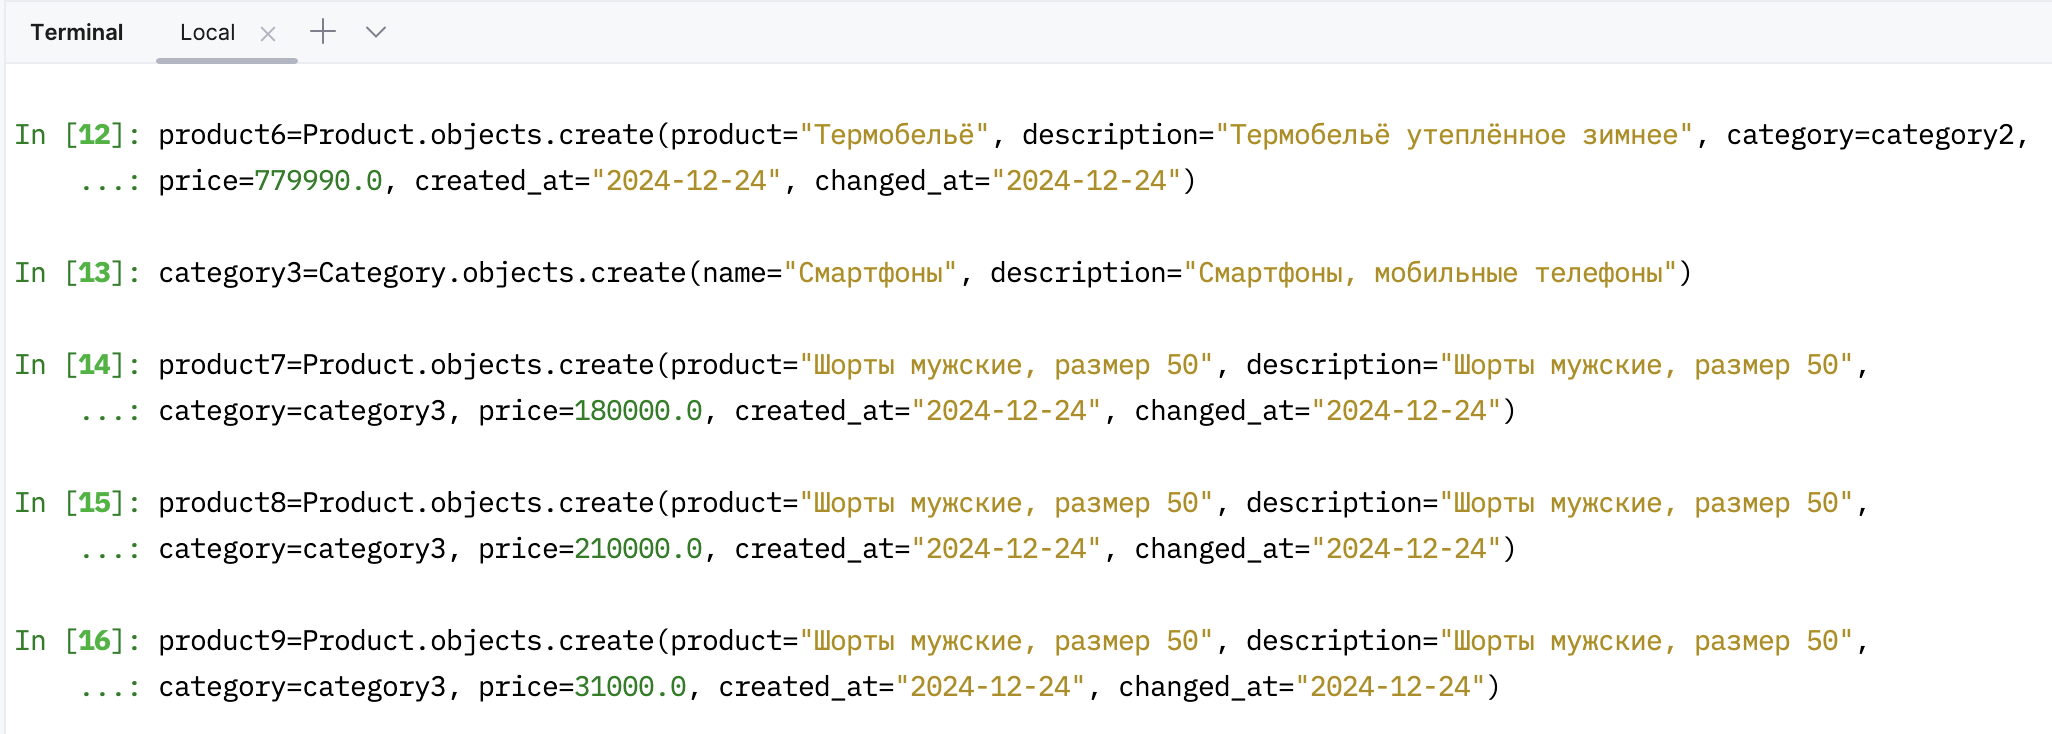 Terminal Local
In [12]: product6=Product.objects.create(product="Термобельё", description="Термобельё утеплённое зимнее", category=category2,
...: price=779990.0, created_at="2024-12-24", changed_at="2024-12-24")
In [13]: category3=Category.objects.create(name="Смартфоны", description="Смартфоны, мобильные телефоны")
In [14]: product7=Product.objects.create(product="Шорты мужские, размер 50", description="Шорты мужские, размер 50",
...: category=category3, price=180000.0, created_at="2024-12-24", changed_at="2024-12-24")
In [15]: product8=Product.objects.create(product="Шорты мужские, размер 50", description="Шорты мужские, размер 50",
...: category=category3, price=210000.0, created_at="2024-12-24", changed_at="2024-12-24")
In [16]: product9=Product.objects.create(product="Шорты мужские, размер 50", description="Шорты мужские, размер 50",
...: category=category3, price=31000.0, created_at="2024-12-24", changed_at="2024-12-24")